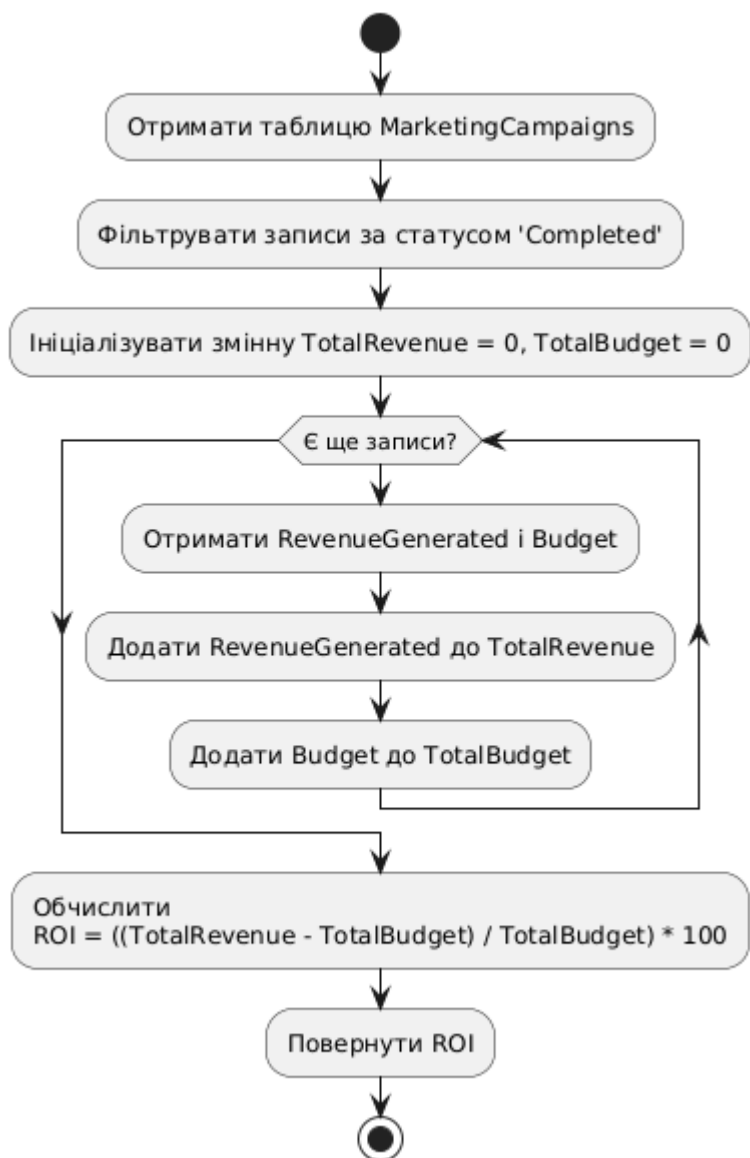 Отримати таблицю MarketingCampaigns
Фільтрувати записи за статусом 'Completed'
Ініціалізувати змінну TotalRevenue = 0, TotalBudget = 0
Є ще записи?
Отримати RevenueGenerated і Budget
Додати RevenueGenerated до TotalRevenue
Додати Budget до TotalBudget
Обчислити
ROI = ((TotalRevenue - TotalBudget) / TotalBudget) * 100
Повернути ROI